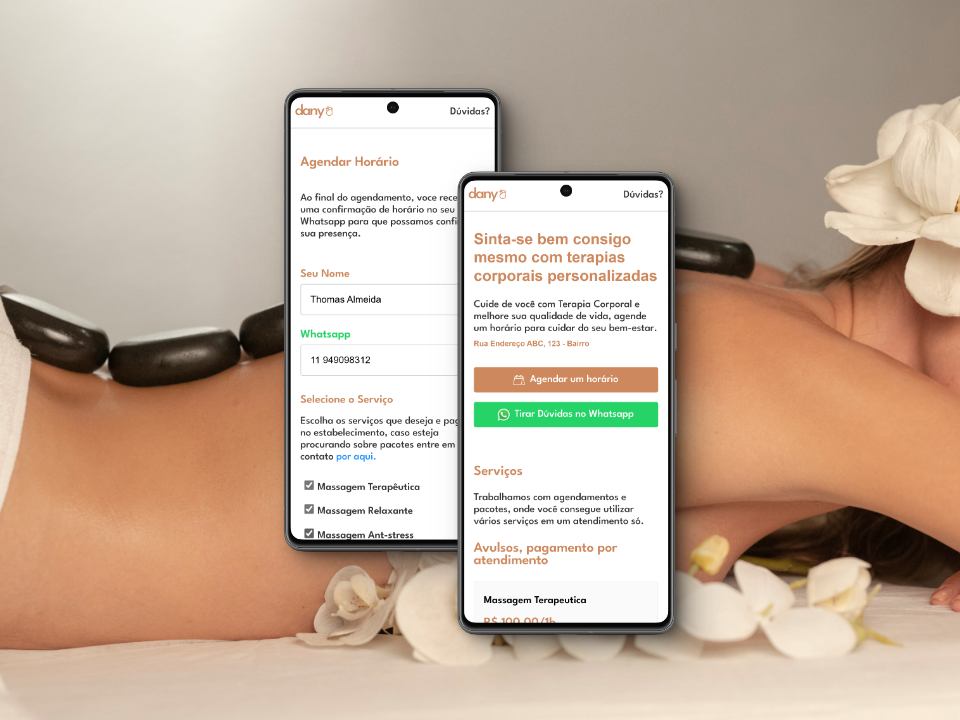 dany
Dúvidas?
Agendar Horário
Ao final do agendamento, voce rece
uma confirmação de horário no seu
Whatsapp para que possamos confi
sua presença.
Seu Nome
Thomas Almeida
Whatsapp
11 949098312
Selecione o Serviço
Escolha os serviços que deseja e pag
no estabelecimento, caso esteja
procurando sobre pacotes entre em
contato por aqui.
Massagem Terapêutica
Massagem Relaxante
Massagem Ant-stress
dany
Dúvidas?
Sinta-se bem consigo
mesmo com terapias
corporais personalizadas
Cuide de você com Terapia Corporal e
melhore sua qualidade de vida, agende
um horário para cuidar do seu bem-estar.
Rua Endereço ABC, 123 - Bairro
Agendar um horário
Tirar Dúvidas no Whatsapp
Serviços
Trabalhamos com agendamentos e
pacotes, onde você consegue utilizar
vários serviços em um atendimento só.
Avulsos, pagamento por
atendimento
Massagem Terapeutica
R$ 100,00/1h